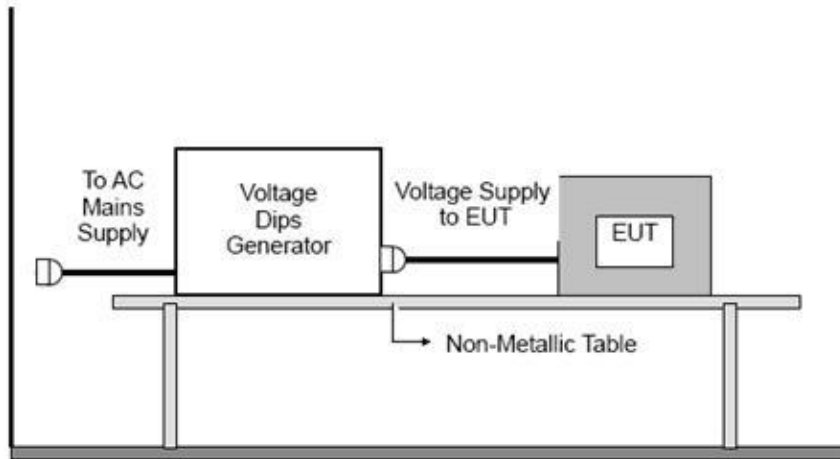 To AC
Mains
Supply
Voltage
Dips
Generator
Voltage Supply
to EUT
EUT
Non-Metallic Table